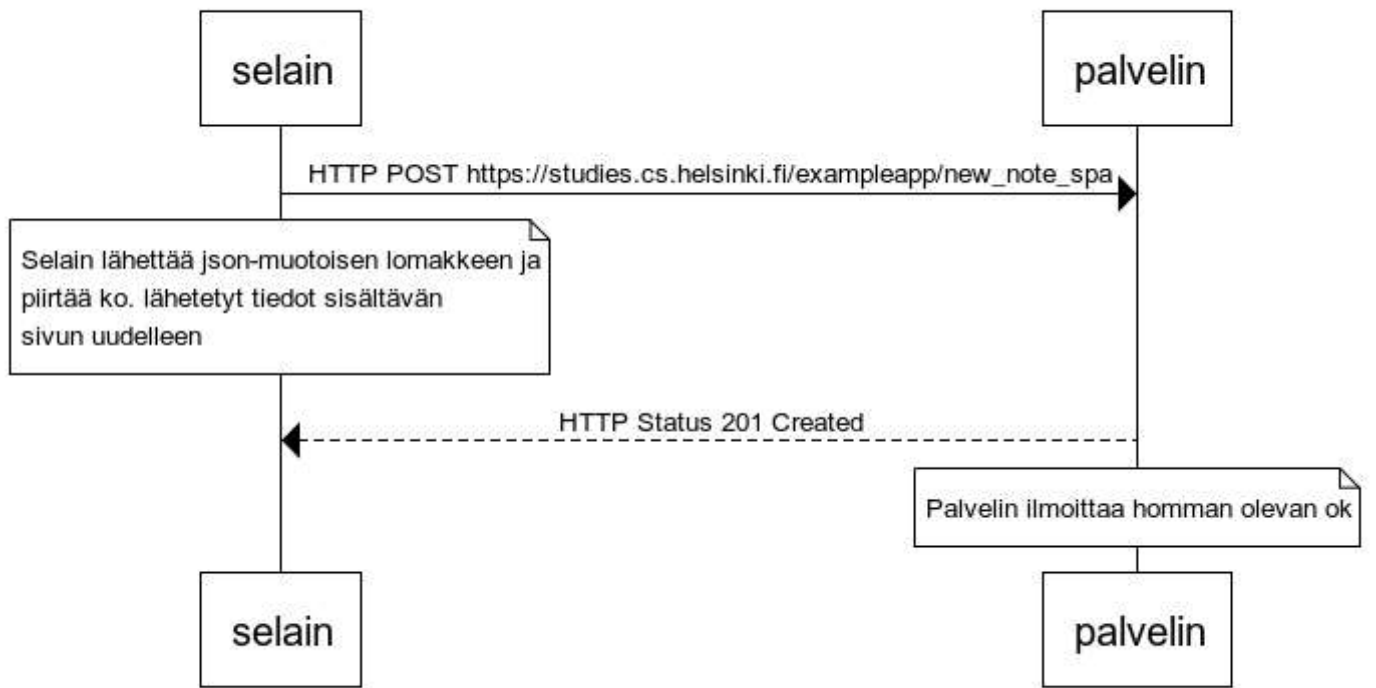 selain
palvelin
HTTP POST https://studies.cs.helsinki.fi/exampleapp/new_note_spa
Selain lähettää json-muotoisen lomakkeen ja
piirtää ko. lähetetyt tiedot sisältävän
sivun uudelleen
HTTP Status 201 Created
Palvelin ilmoittaa homman olevan ok
selain
palvelin